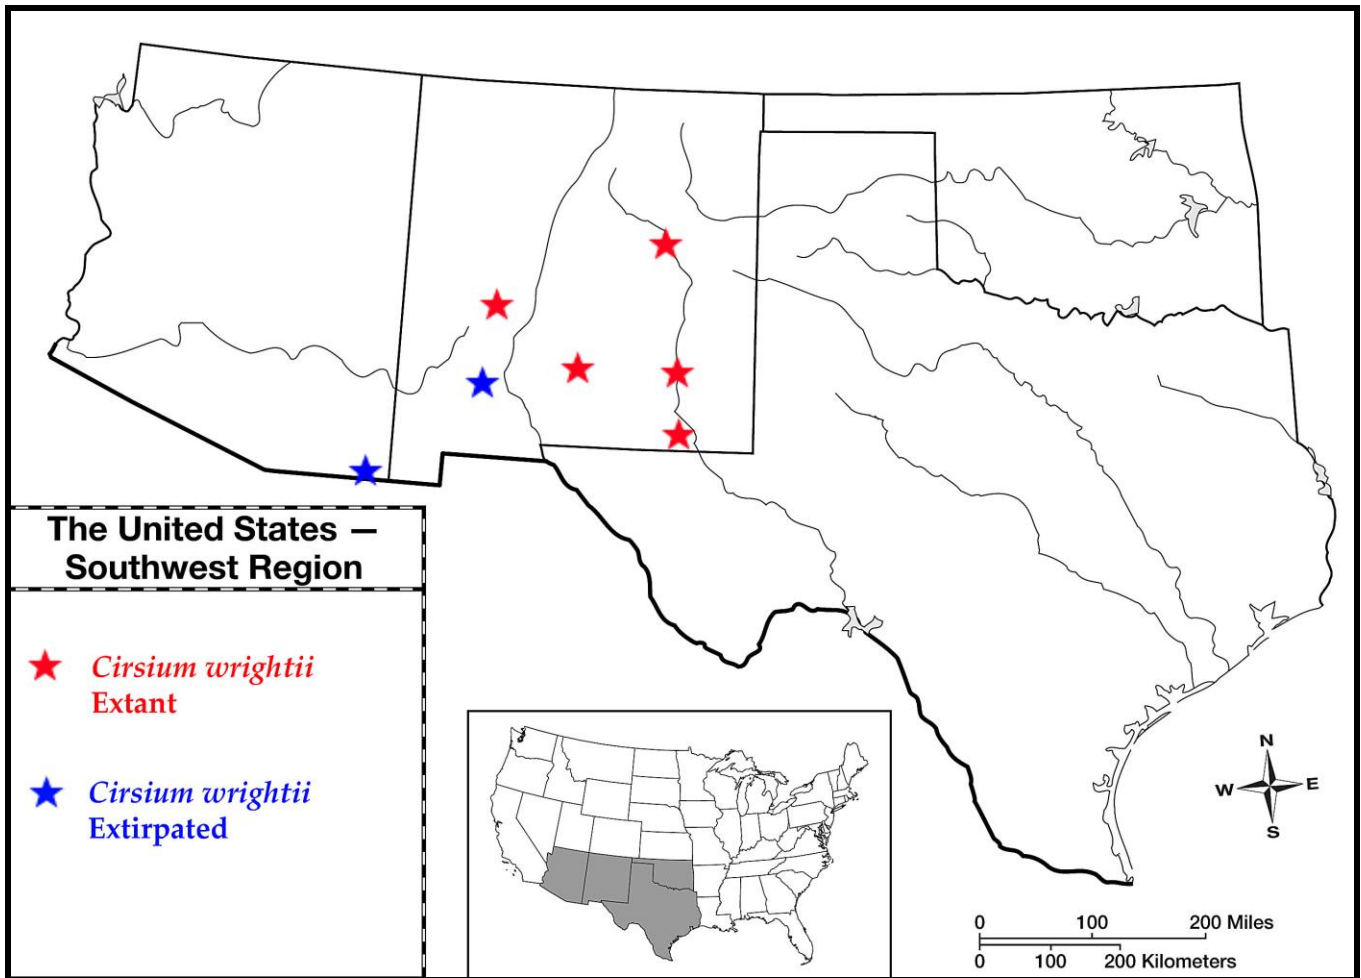 The United States —
Southwest Region
Cirsium wrightii
Extant
Cirsium wrightii
Extirpated
N
W E
S
0 100 200 Miles
0 100 200 Kilometers